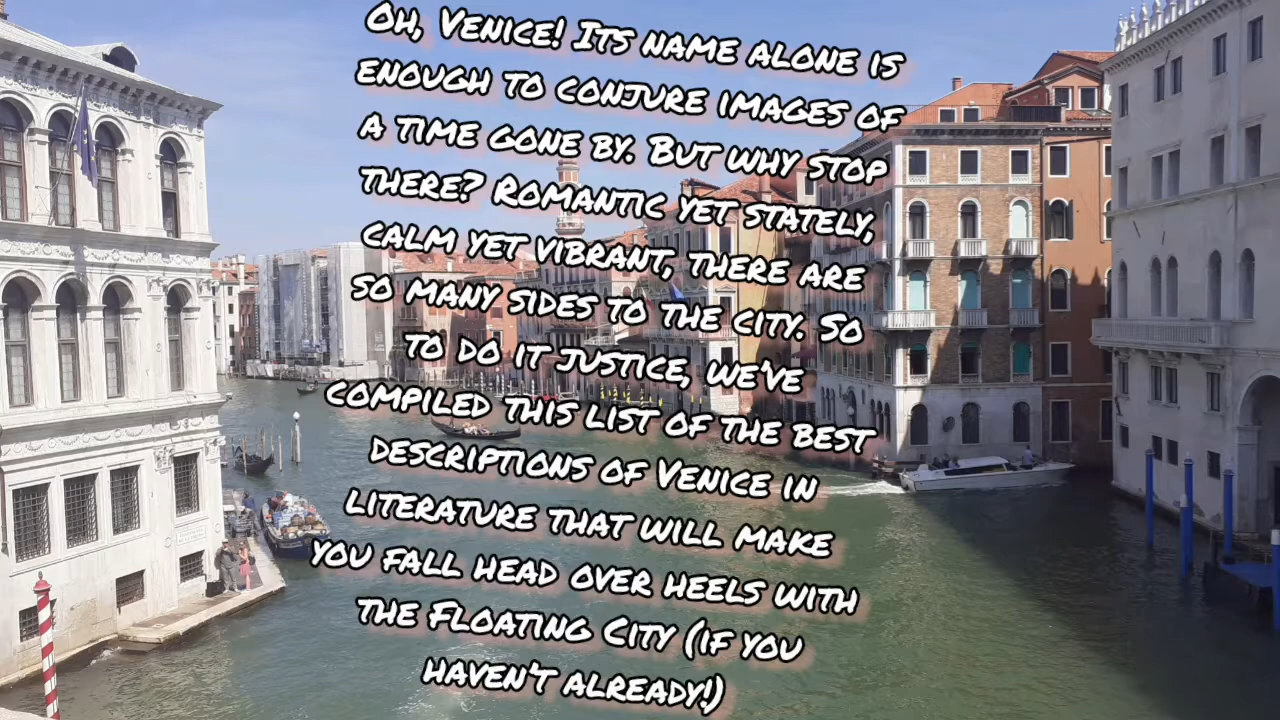 Oh, Venice! Its name alone is
enough to conjure images of
a time gone by. But why stop
there? Romantic yet stately,
calm yet vibrant, there are
so many sides to the city. So
to do it justice, we've
compiled this list of the best
descriptions of Venice in
literature that will make
you fall head over heels with
the Floating City (if you
haven't already!)